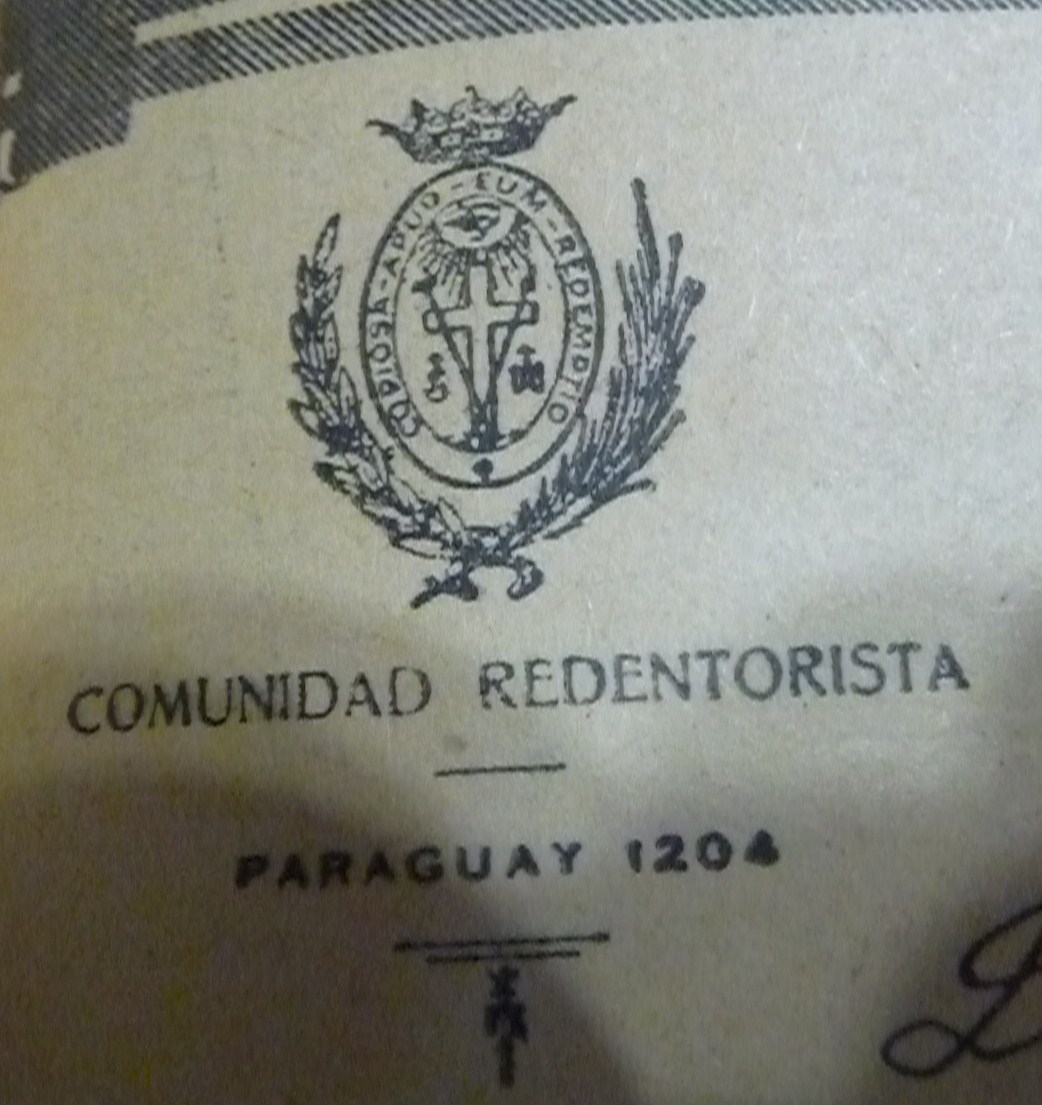 COPIOSA-APUD-EUM-REDEMPTIO
COMUNIDAD REDENTORISTA
PARAGUAY 1204